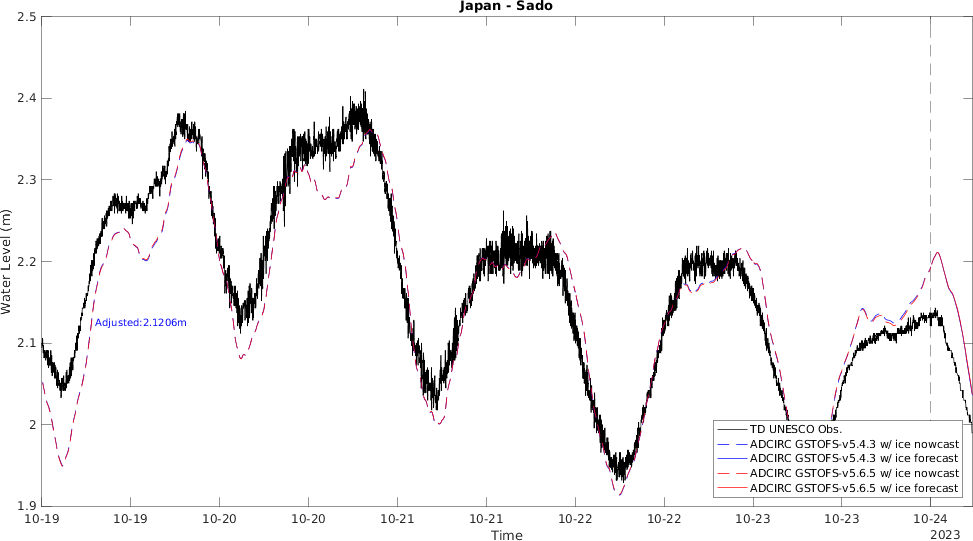 Japan - Sado
2.5
2.4
2.3
2.2
2.1
2
1.9
Water Level (m)
Adjusted:2.1206m
TD UNESCO Obs.
ADCIRC GSTOFS-v5.4.3 w/ ice nowcast
ADCIRC GSTOFS-v5.4.3 w/ ice forecast
ADCIRC GSTOFS-v5.6.5 w/ ice nowcast
ADCIRC GSTOFS-v5.6.5 w/ ice forecast
10-19 10-19 10-20 10-20 10-21 10-21 10-22 10-22 10-23 10-23 10-24
2023
Time